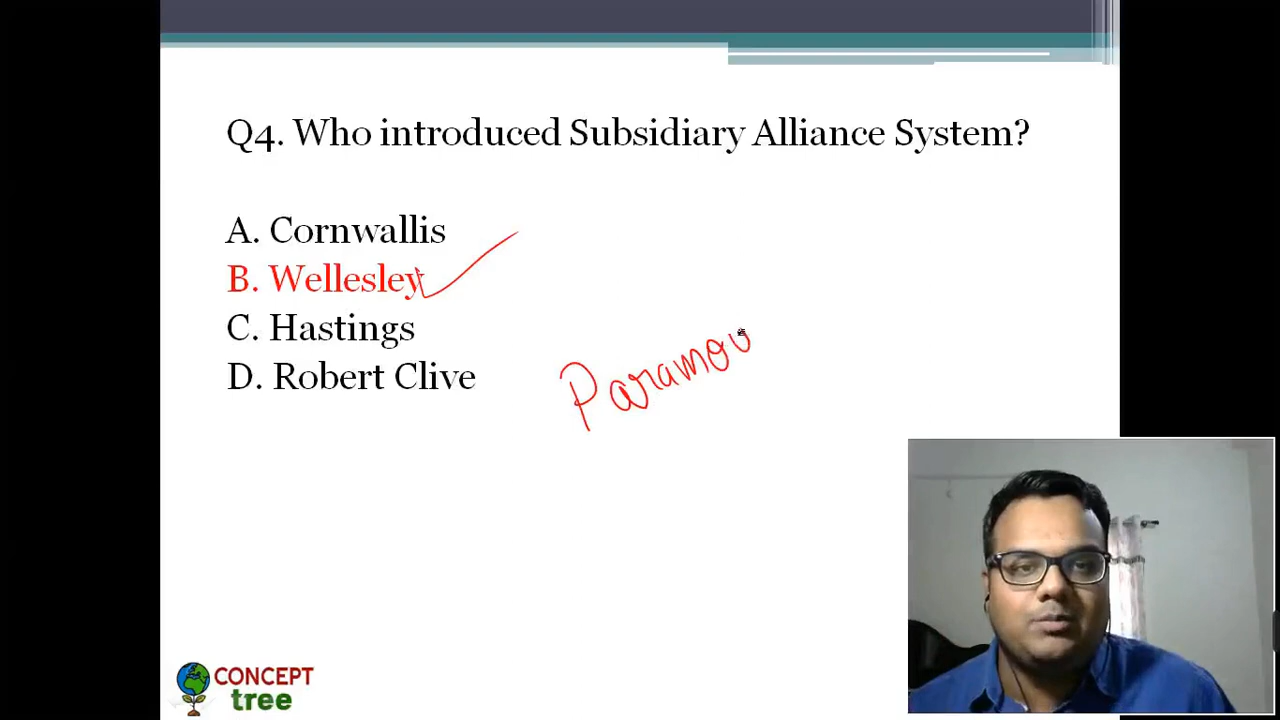 Q4. Who introduced Subsidiary Alliance System?
A. Cornwallis
B. Wellesley
C. Hastings
D. Robert Clive
Paramou
CONCEPT
tree